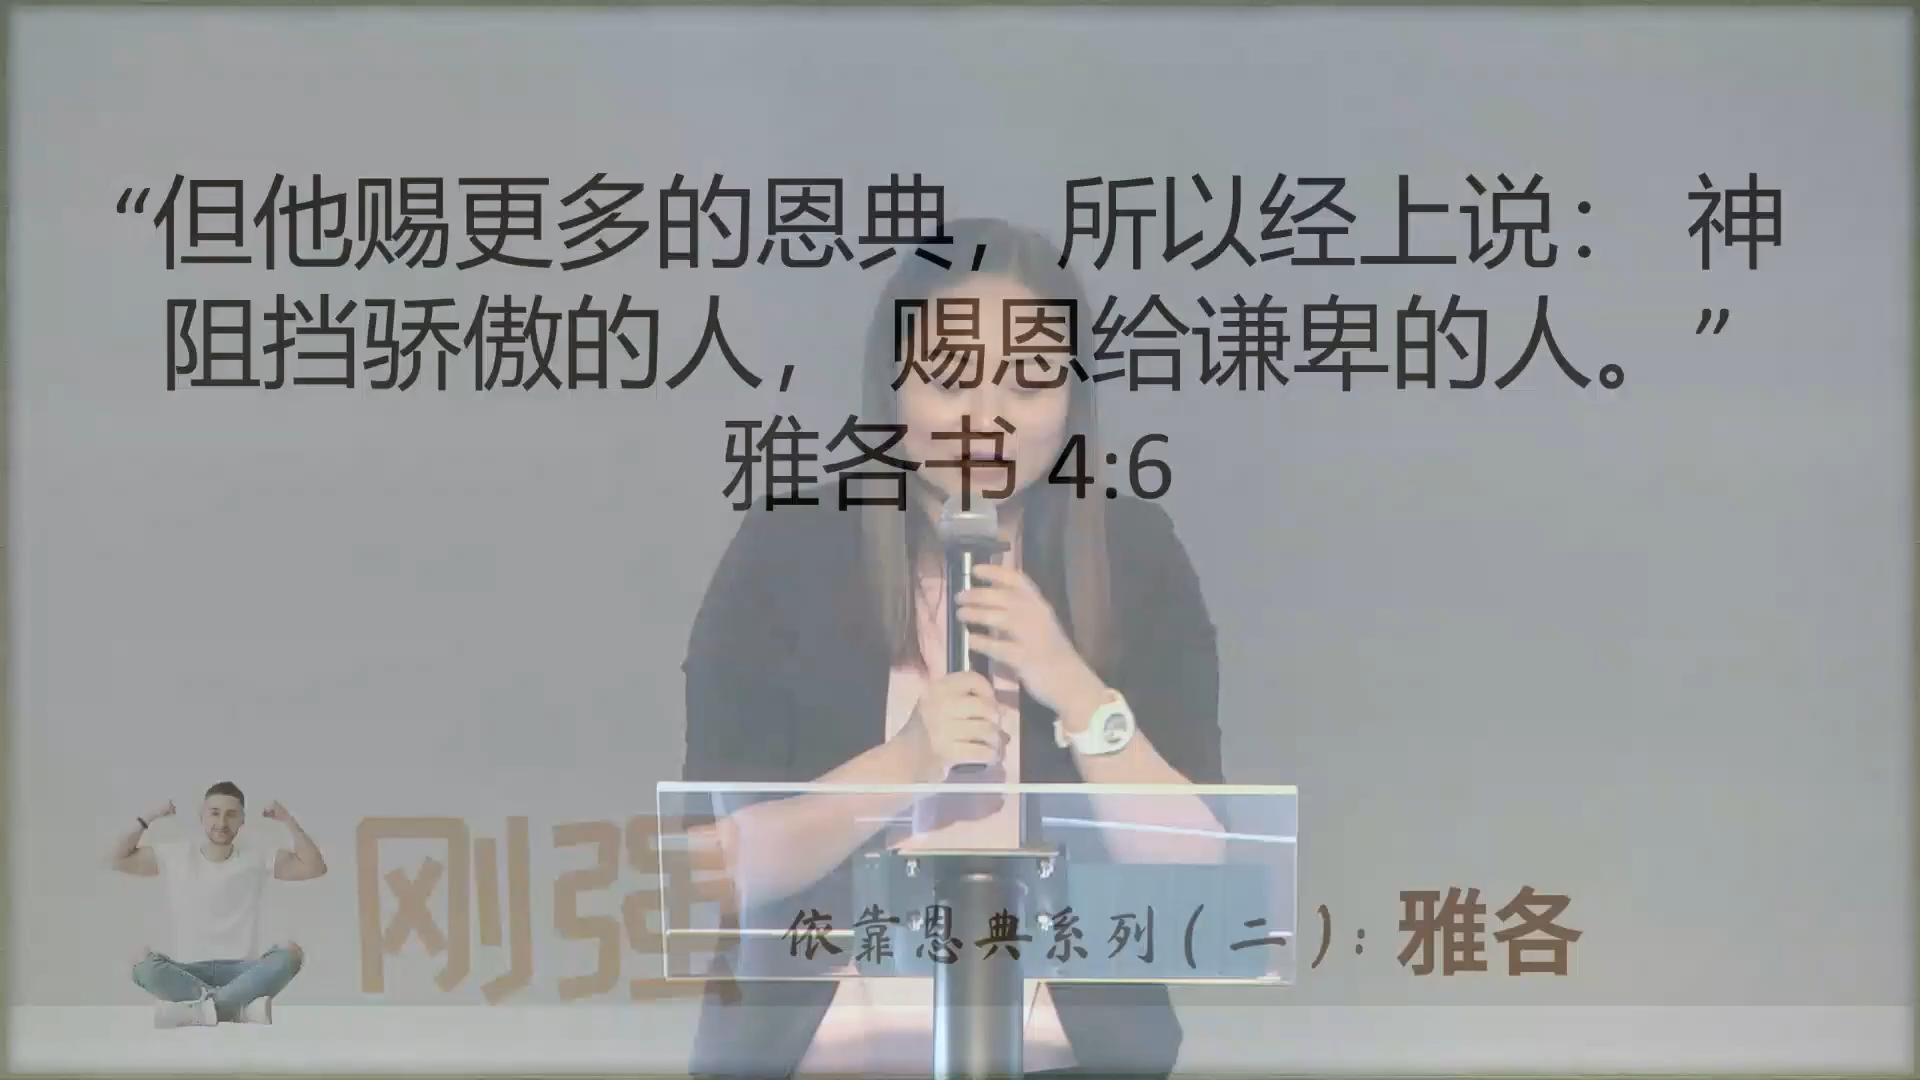 “但他赐更多的恩典，所以经上说： 神
阻挡骄傲的人， 赐恩给谦卑的人。 ”
雅各书 4:6
刚强
依靠恩典系列(二): 雅各